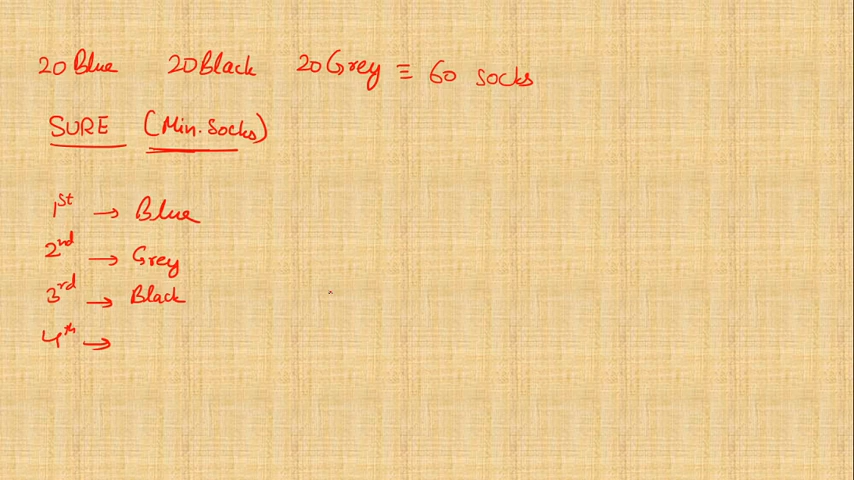 20 Blue 20 Black 20 Grey ≡ 60 socks
SURE (Min. Socks)
1st → Blue
2nd → Grey
3rd → Black
4th →